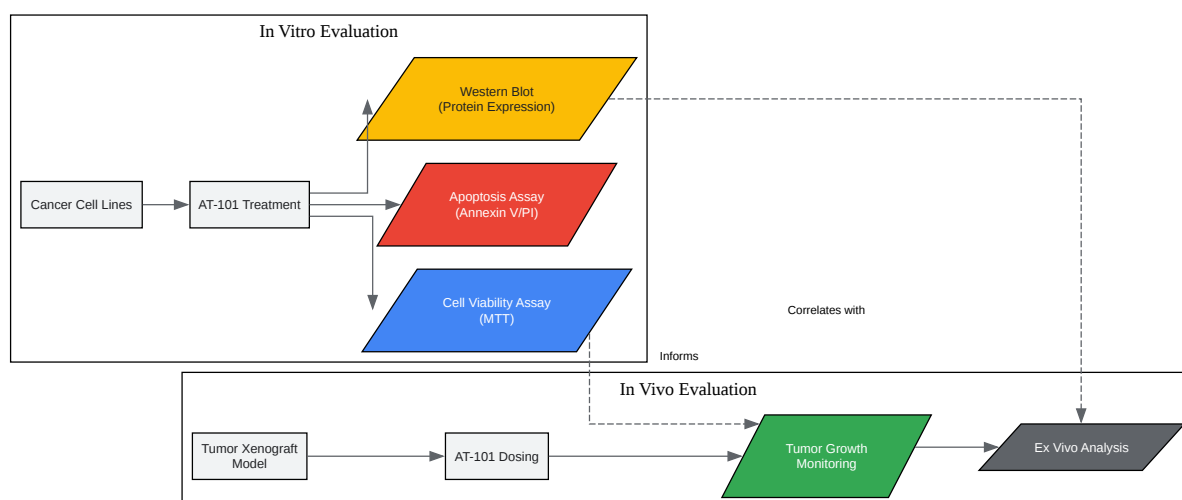 In Vitro Evaluation
Western Blot
(Protein Expression)
Cancer Cell Lines
AT-101 Treatment
Apoptosis Assay
(Annexin V/PI)
Cell Viability Assay
(MTT)
Correlates with
Informs
In Vivo Evaluation
Tumor Xenograft
Model
AT-101 Dosing
Tumor Growth
Monitoring
Ex Vivo Analysis